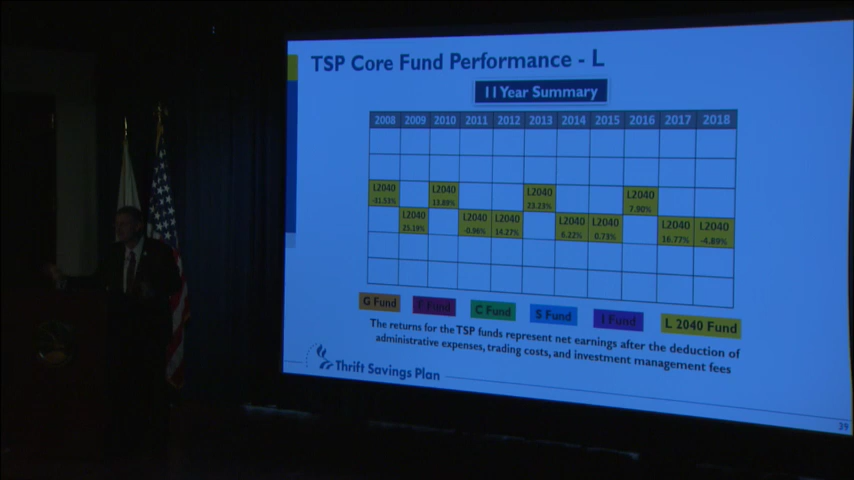 TSP Core Fund Performance - L
11 Year Summary
2008 2009 2010 2011 2012 2013 2014 2015 2016 2017 2018
L2040 L2040 L2040 L2040
-31.53% 13.89% 23.23% 7.90%
L2040 L2040 L2040 L2040 L2040 L2040 L2040
25.19% -0.96% 14.27% 6.22% 0.73% 16.77% -4.89%
G Fund F Fund C Fund S Fund I Fund L 2040 Fund
The returns for the TSP funds represent net earnings after the deduction of
administrative expenses, trading costs, and investment management fees
Thrift Savings Plan
39